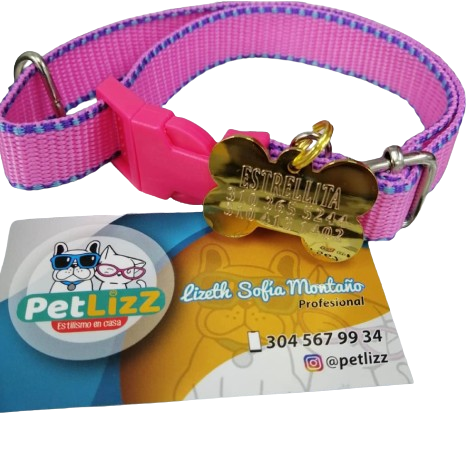 ESTRELLITA
PetLizZ
Estilismo en casa
Lizeth Sofía Montaño
Profesional
304 567 99 34
@petlizz